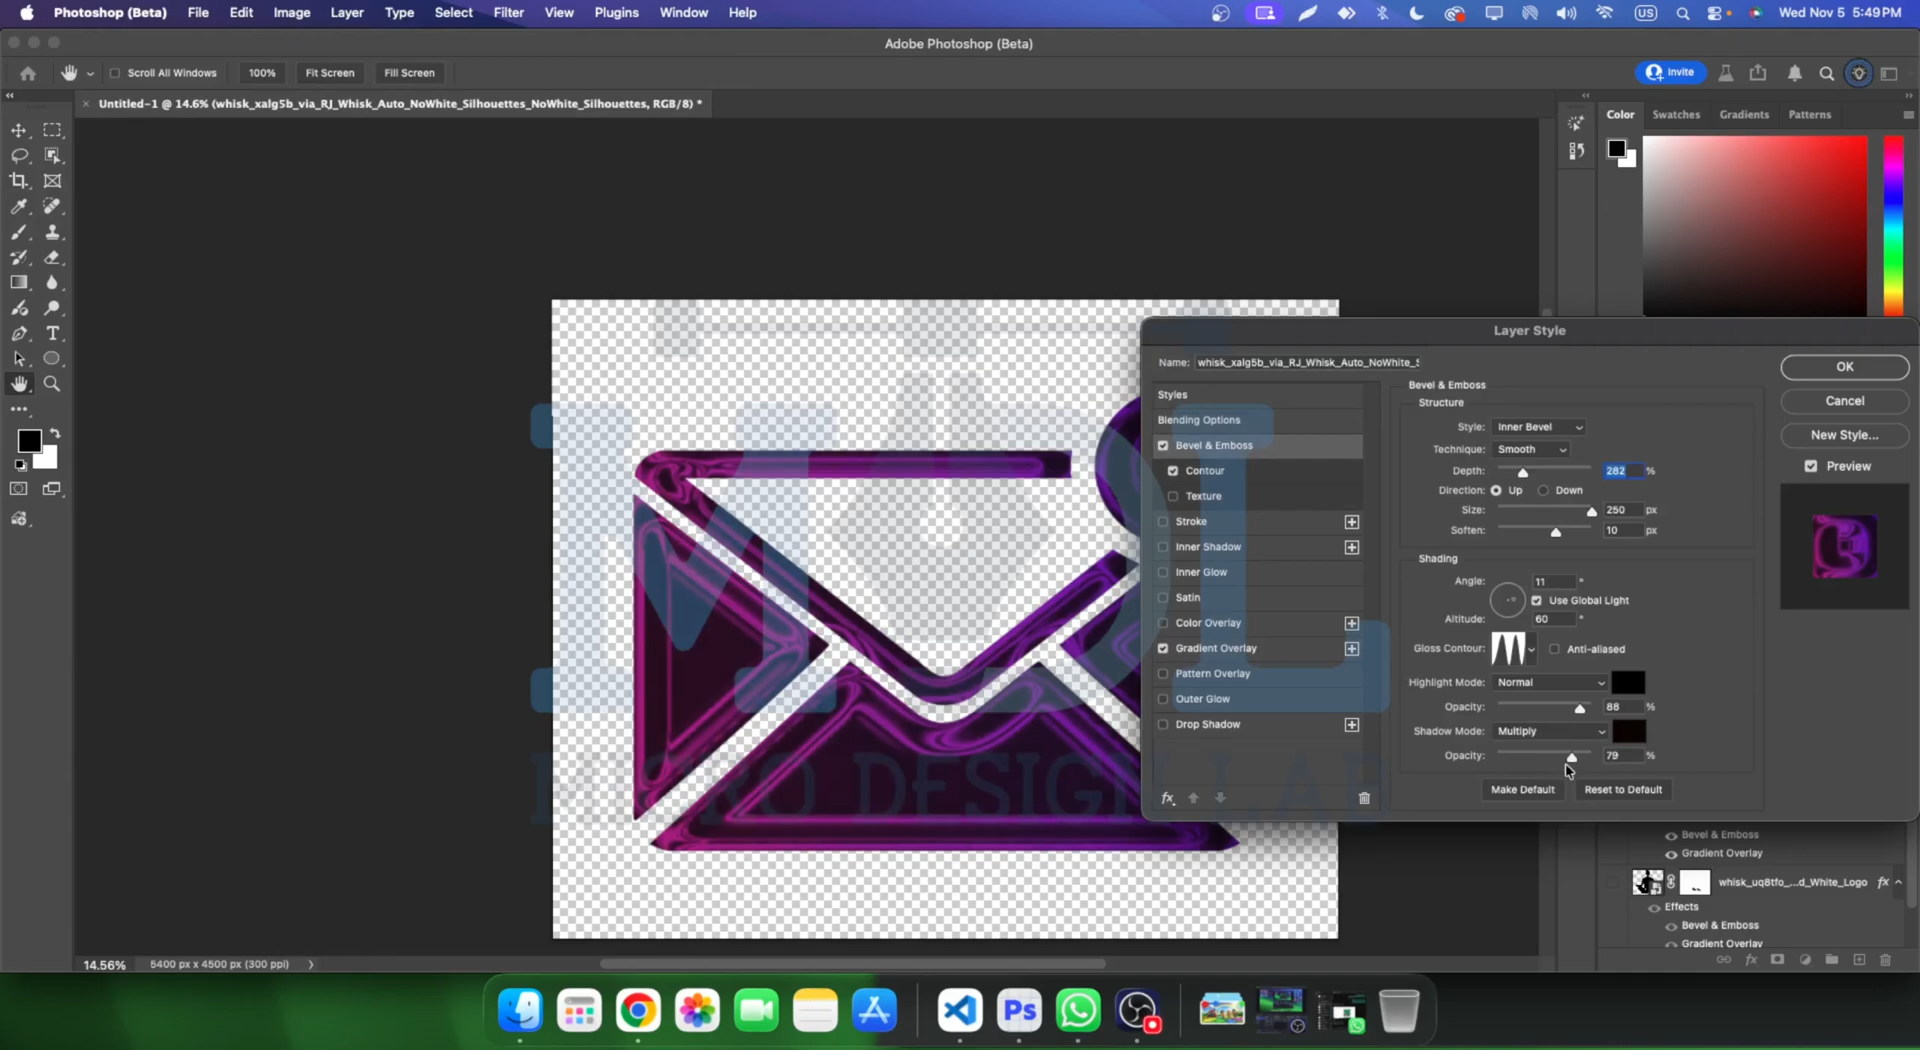 Photoshop (Beta) File Edit Image Layer Type Select Filter View Plugins Window Help US Wed Nov 5 5:49 PM
Adobe Photoshop (Beta)
Scroll All Windows 100% Fit Screen Fill Screen Invite
Untitled-1 @ 14.6% (whisk_xalg5b_via_RJ_Whisk_Auto_NoWhite_Silhouettes_NoWhite_Silhouettes, RGB/8) *
Color Swatches Gradients Patterns
Layer Style
Name: whisk_xalg5b_via_RJ_Whisk_Auto_NoWhite_S
Styles
Blending Options
Bevel & Emboss
Contour
Texture
Stroke
Inner Shadow
Inner Glow
Satin
Color Overlay
Gradient Overlay
Pattern Overlay
Outer Glow
Drop Shadow
fx
Bevel & Emboss
Structure
Style: Inner Bevel
Technique: Smooth
Depth: 282 %
Direction: Up Down
Size: 250 px
Soften: 10 px
Shading
Angle: 11 °
Use Global Light
Altitude: 60 °
Gloss Contour: Anti-aliased
Highlight Mode: Normal
Opacity: 88 %
Shadow Mode: Multiply
Opacity: 79 %
Make Default Reset to Default
OK
Cancel
New Style...
Preview
MDL
MICRO DESIGN LAB
Bevel & Emboss
Gradient Overlay
whisk_uq8tfo_...d_White_Logo fx
Effects
Bevel & Emboss
Gradient Overlay
fx
14.56% 5400 px x 4500 px (300 ppi)
Ps